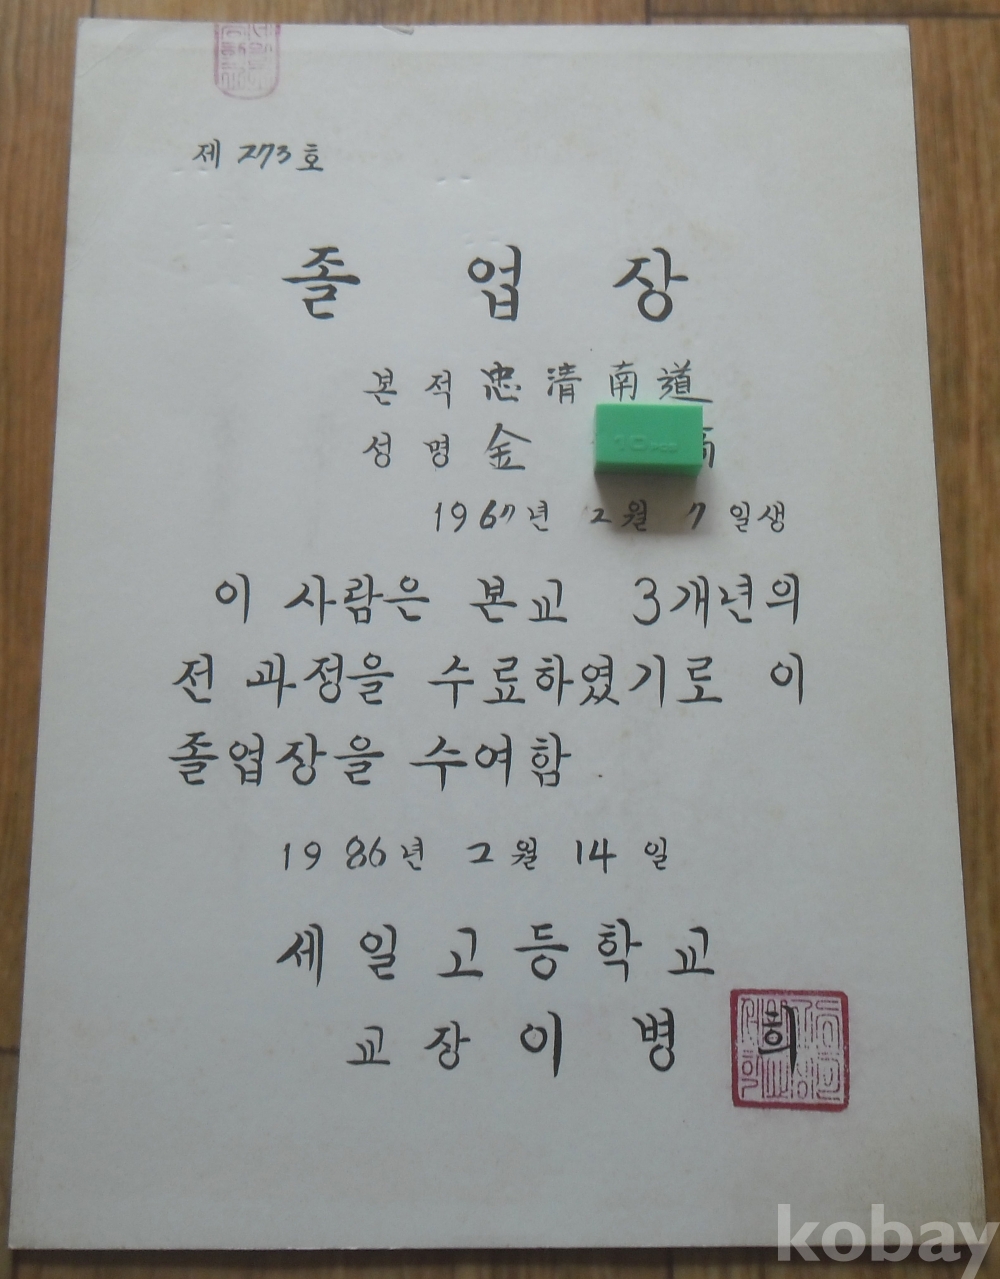 제 273호
졸업장
본적 忠淸南道
성명 金
1967년 2월 7일생
이 사람은 본교 3개년의
전 과정을 수료하였기로 이
졸업장을 수여함
1986년 2월 14일
세일고등학교
교장 이병희
kobay